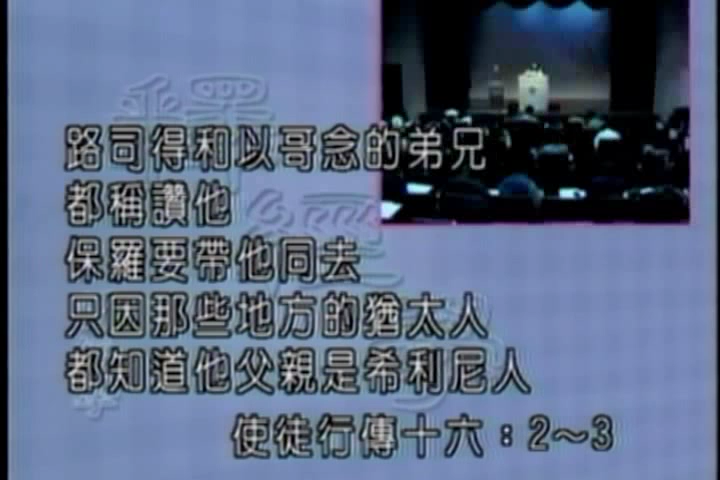 路司得和以哥念的弟兄
都稱讚他
保羅要帶他同去
只因那些地方的猶太人
都知道他父親是希利尼人
使徒行傳十六：2～3